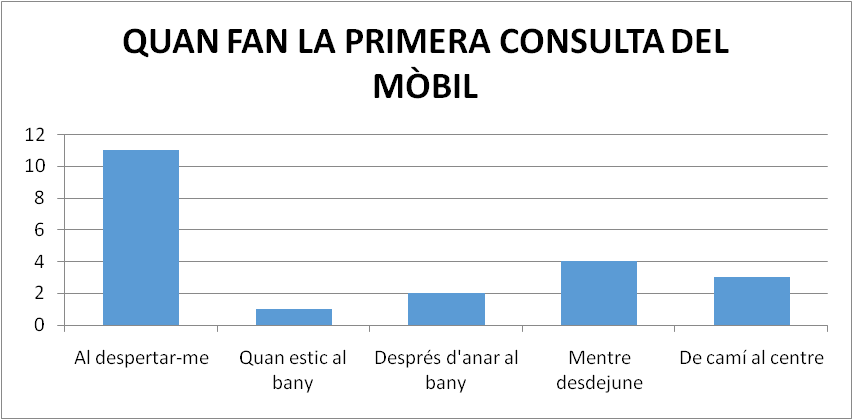 QUAN FAN LA PRIMERA CONSULTA DEL
MÒBIL
12
10
8
6
4
2
0
Al despertar-me
Quan estic al
bany
Després d'anar al
bany
Mentre
desdejune
De camí al centre